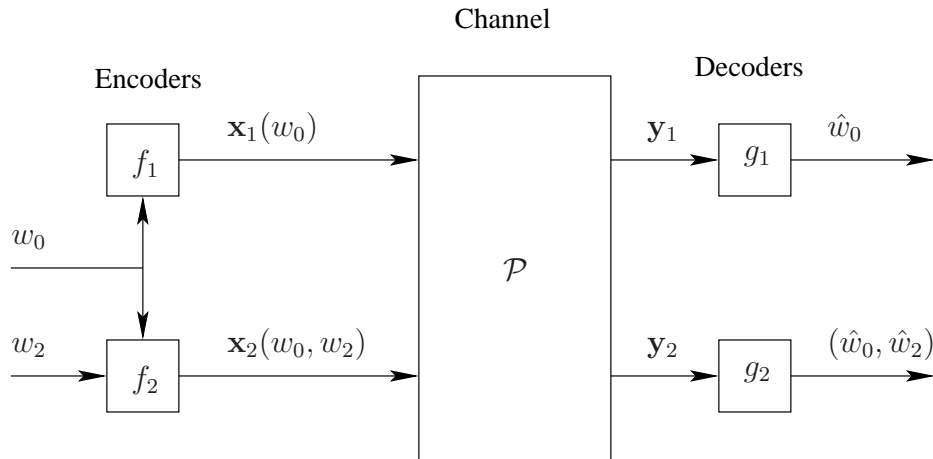 Channel
Encoders
Decoders
𝐱₁(w₀)
𝐲₁
ŵ₀
f₁
g₁
w₀
𝒫
w₂
𝐱₂(w₀, w₂)
𝐲₂
(ŵ₀, ŵ₂)
f₂
g₂